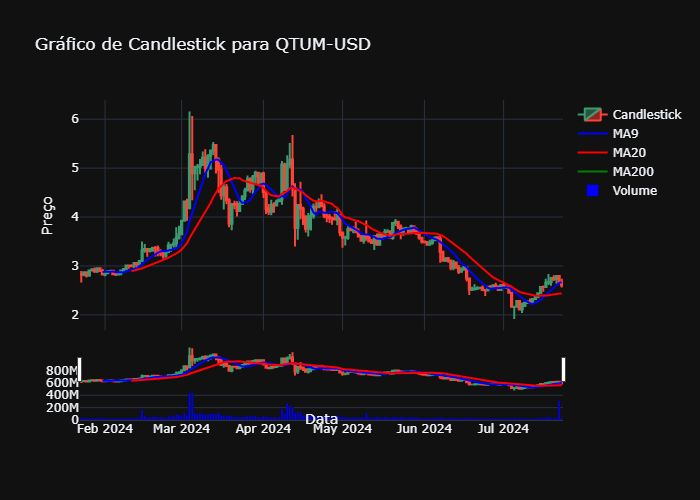 Gráfico de Candlestick para QTUM-USD
Candlestick
MA9
MA20
MA200
Volume
Preço
6
5
4
3
2
800M
600M
400M
200M
0
Data
Feb 2024 Mar 2024 Apr 2024 May 2024 Jun 2024 Jul 2024